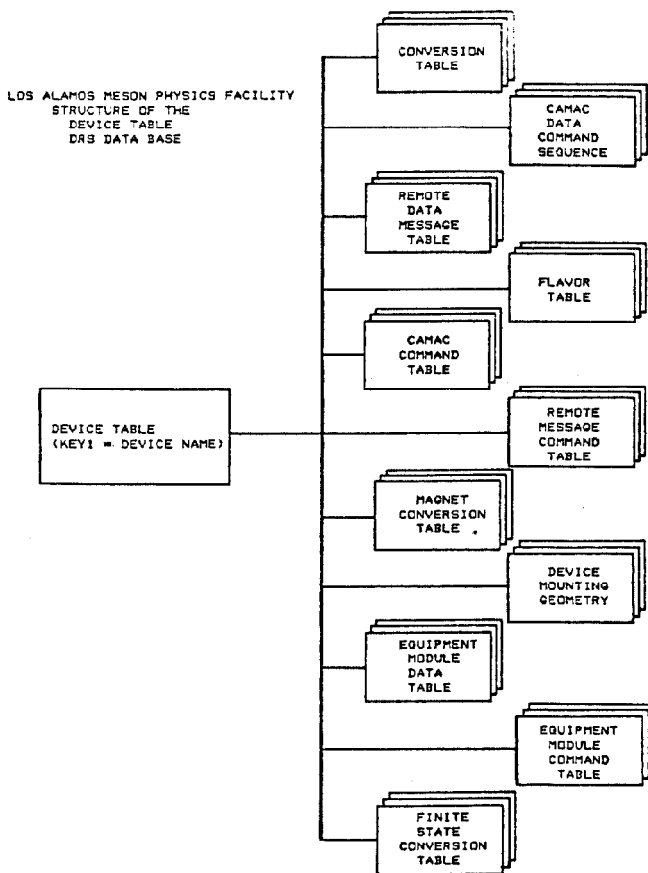 LOS ALAMOS MESON PHYSICS FACILITY
STRUCTURE OF THE
DEVICE TABLE
DRS DATA BASE
CONVERSION
TABLE
CAMAC
DATA
COMMAND
SEQUENCE
REMOTE
DATA
MESSAGE
TABLE
FLAVOR
TABLE
CAMAC
COMMAND
TABLE
DEVICE TABLE
(KEY1 = DEVICE NAME)
REMOTE
MESSAGE
COMMAND
TABLE
MAGNET
CONVERSION
TABLE
DEVICE
MOUNTING
GEOMETRY
EQUIPMENT
MODULE
DATA
TABLE
EQUIPMENT
MODULE
COMMAND
TABLE
FINITE
STATE
CONVERSION
TABLE